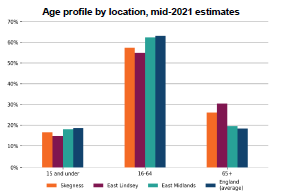 Age profile by location, mid-2021 estimates
70%
60%
50%
40%
30%
20%
10%
0%
15 and under 16-64 65+
Skegness East Lindsey East Midlands England
(average)